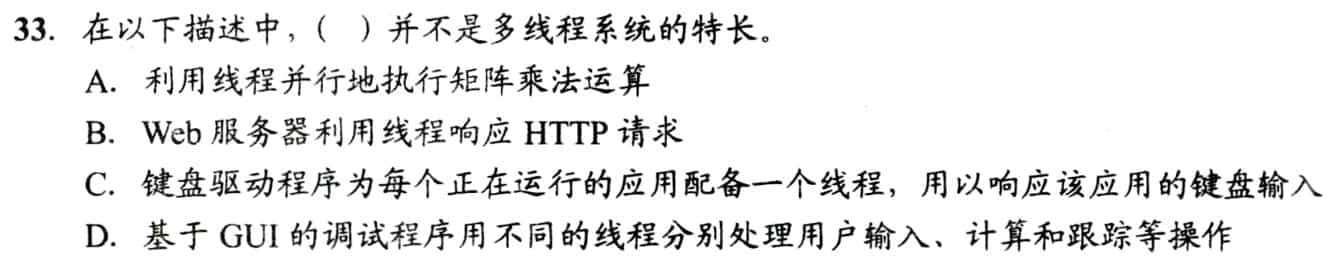 33. 在以下描述中，（ ）并不是多线程系统的特长。
A. 利用线程并行地执行矩阵乘法运算
B. Web 服务器利用线程响应 HTTP 请求
C. 键盘驱动程序为每个正在运行的应用配备一个线程，用以响应该应用的键盘输入
D. 基于 GUI 的调试程序用不同的线程分别处理用户输入、计算和跟踪等操作